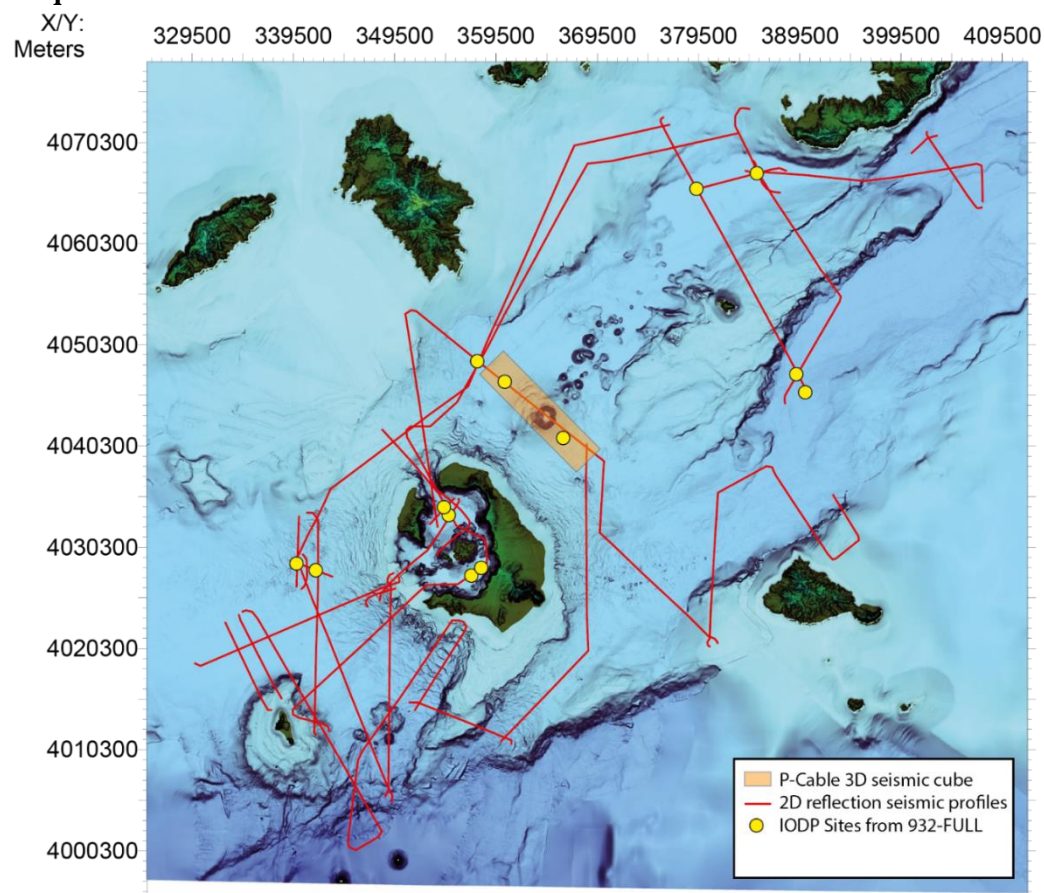 X/Y:
Meters
329500 339500 349500 359500 369500 379500 389500 399500 409500
4070300
4060300
4050300
4040300
4030300
4020300
4010300
4000300
P-Cable 3D seismic cube
2D reflection seismic profiles
IODP Sites from 932-FULL